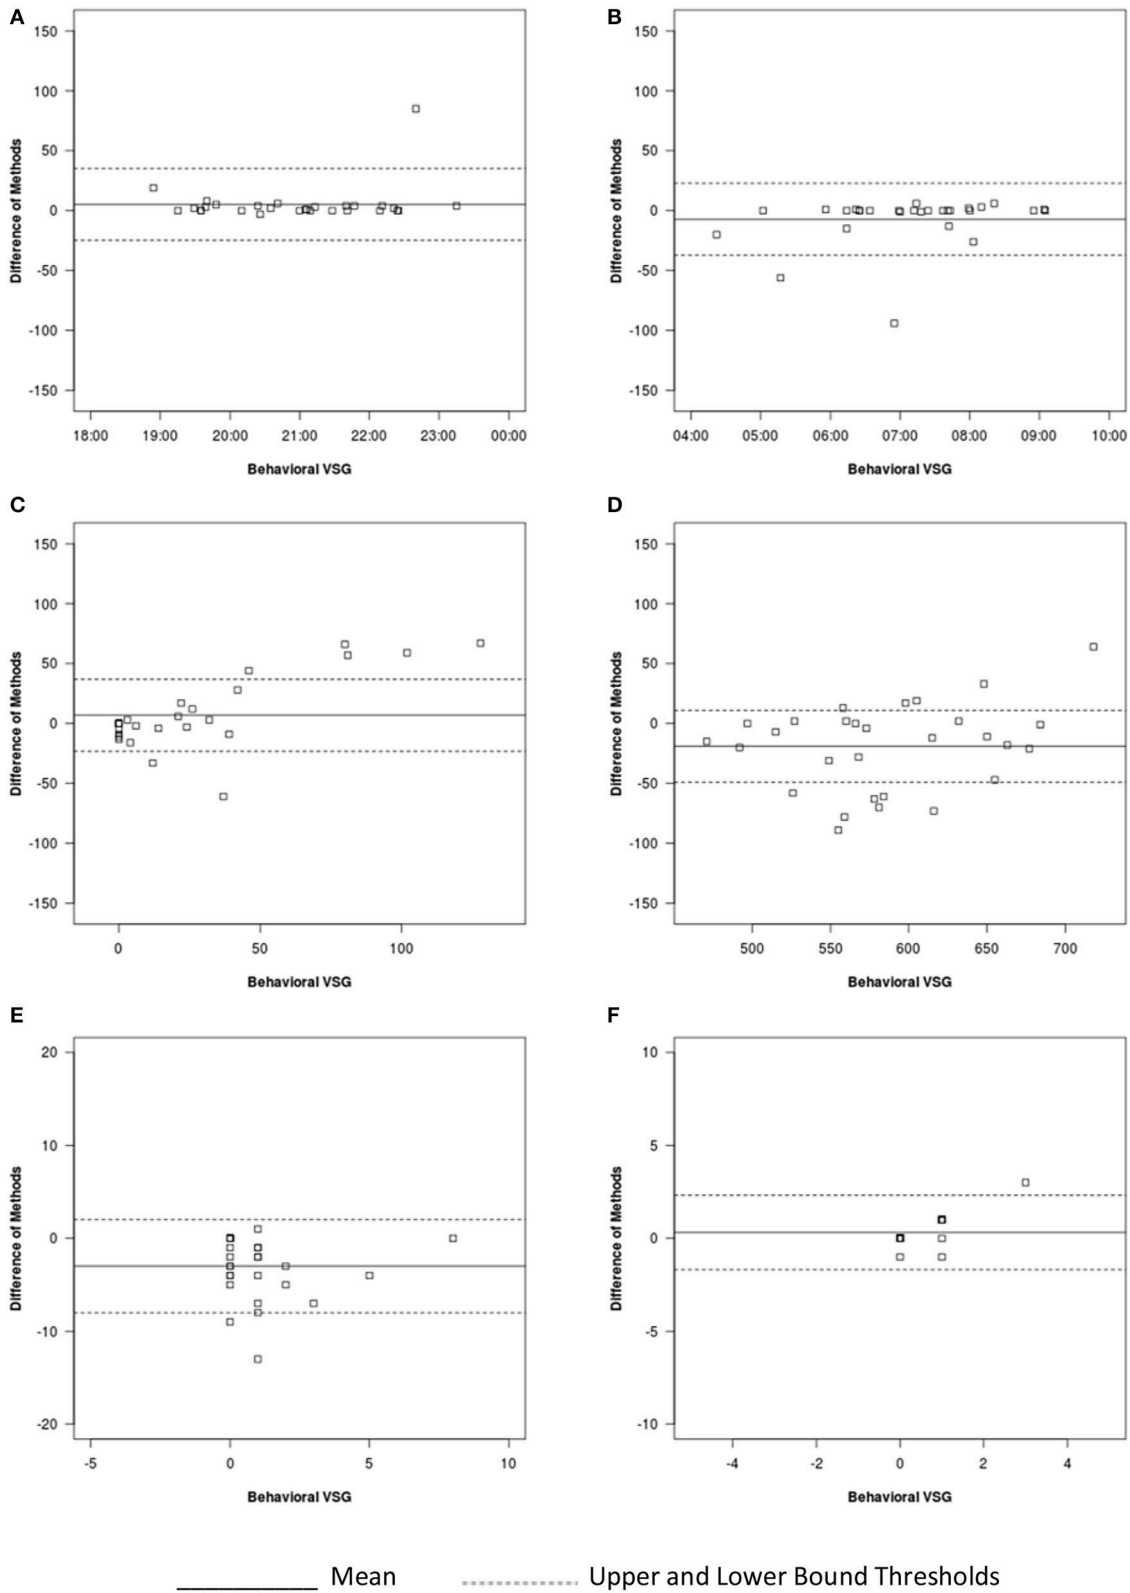 A
150
100
50
0
-50
-100
-150
Difference of Methods
18:00 19:00 20:00 21:00 22:00 23:00 00:00
Behavioral VSG
B
150
100
50
0
-50
-100
-150
Difference of Methods
04:00 05:00 06:00 07:00 08:00 09:00 10:00
Behavioral VSG
C
150
100
50
0
-50
-100
-150
Difference of Methods
0 50 100
Behavioral VSG
D
150
100
50
0
-50
-100
-150
Difference of Methods
500 550 600 650 700
Behavioral VSG
E
20
10
0
-10
-20
Difference of Methods
-5 0 5 10
Behavioral VSG
F
10
5
0
-5
-10
Difference of Methods
-4 -2 0 2 4
Behavioral VSG
Mean Upper and Lower Bound Thresholds